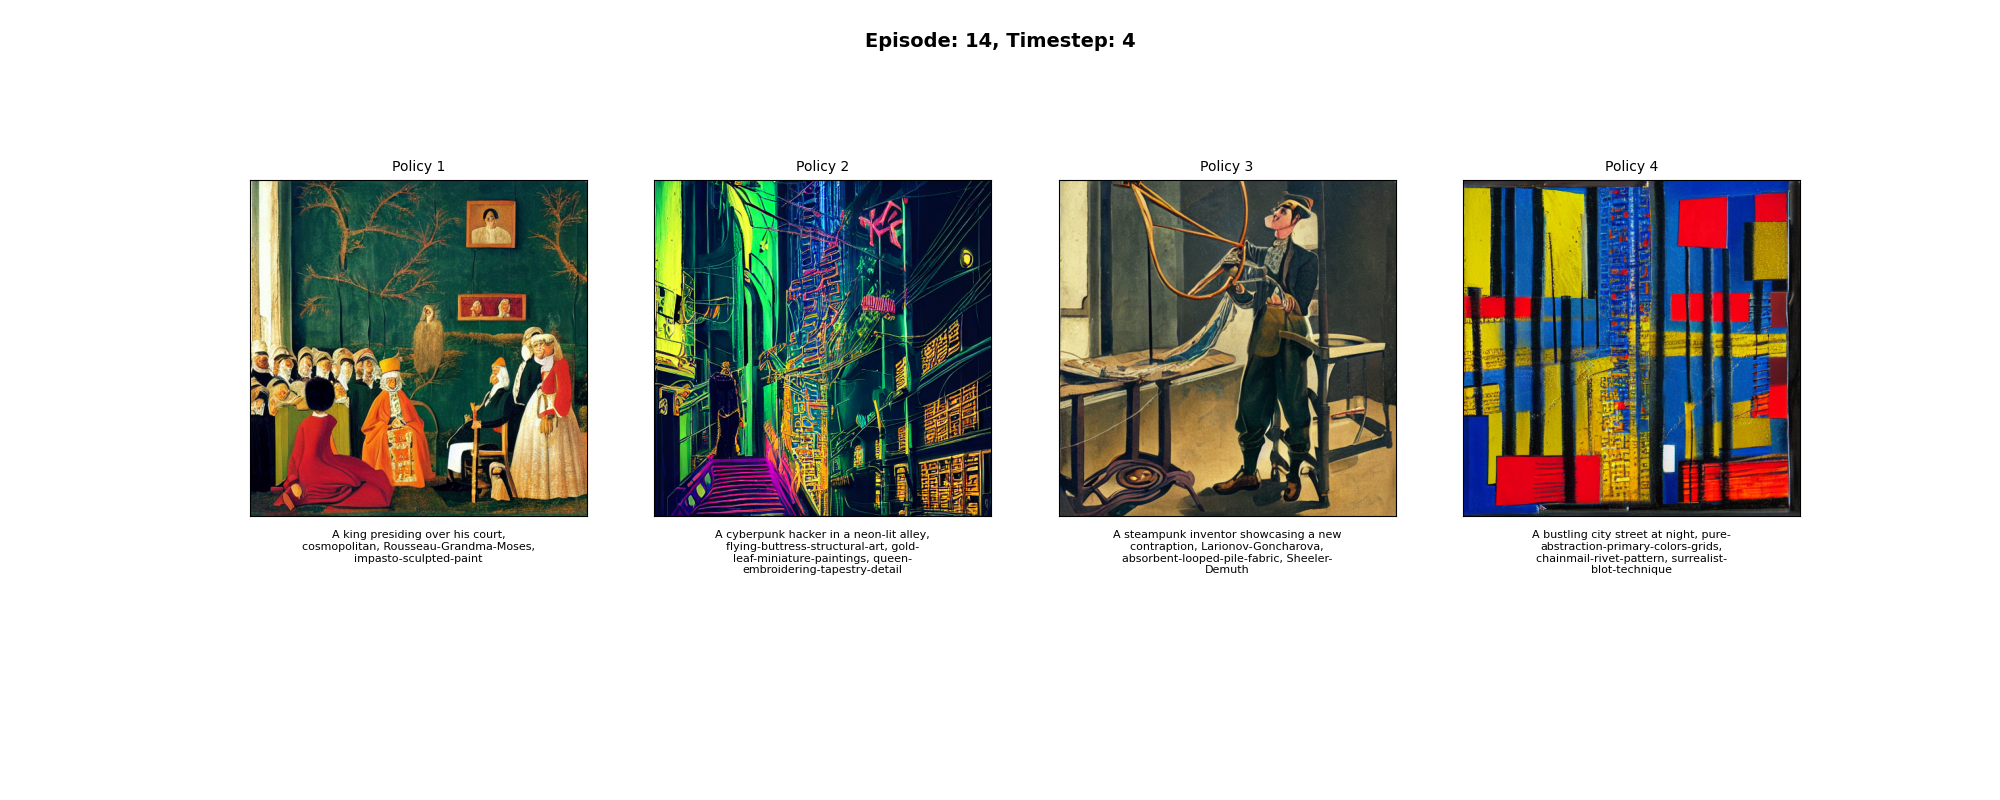 Episode: 14, Timestep: 4
Policy 1
Policy 2
Policy 3
Policy 4
A king presiding over his court,
cosmopolitan, Rousseau-Grandma-Moses,
impasto-sculpted-paint
A cyberpunk hacker in a neon-lit alley,
flying-buttress-structural-art, gold-
leaf-miniature-paintings, queen-
embroidering-tapestry-detail
A steampunk inventor showcasing a new
contraption, Larionov-Goncharova,
absorbent-looped-pile-fabric, Sheeler-
Demuth
A bustling city street at night, pure-
abstraction-primary-colors-grids,
chainmail-rivet-pattern, surrealist-
blot-technique